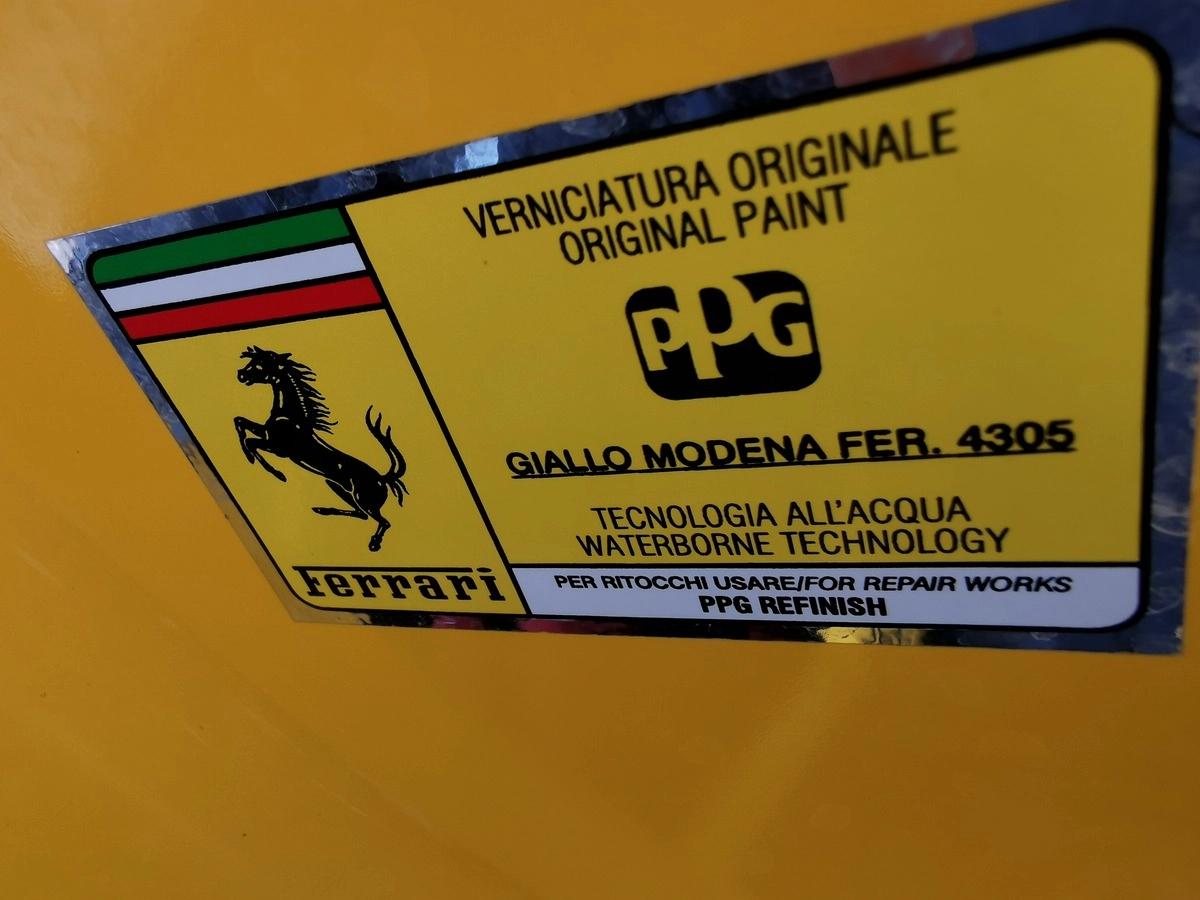 VERNICIATURA ORIGINALE
ORIGINAL PAINT
PPG
GIALLO MODENA FER. 4305
TECNOLOGIA ALL'ACQUA
WATERBORNE TECHNOLOGY
Ferrari
PER RITOCCHI USARE/FOR REPAIR WORKS
PPG REFINISH